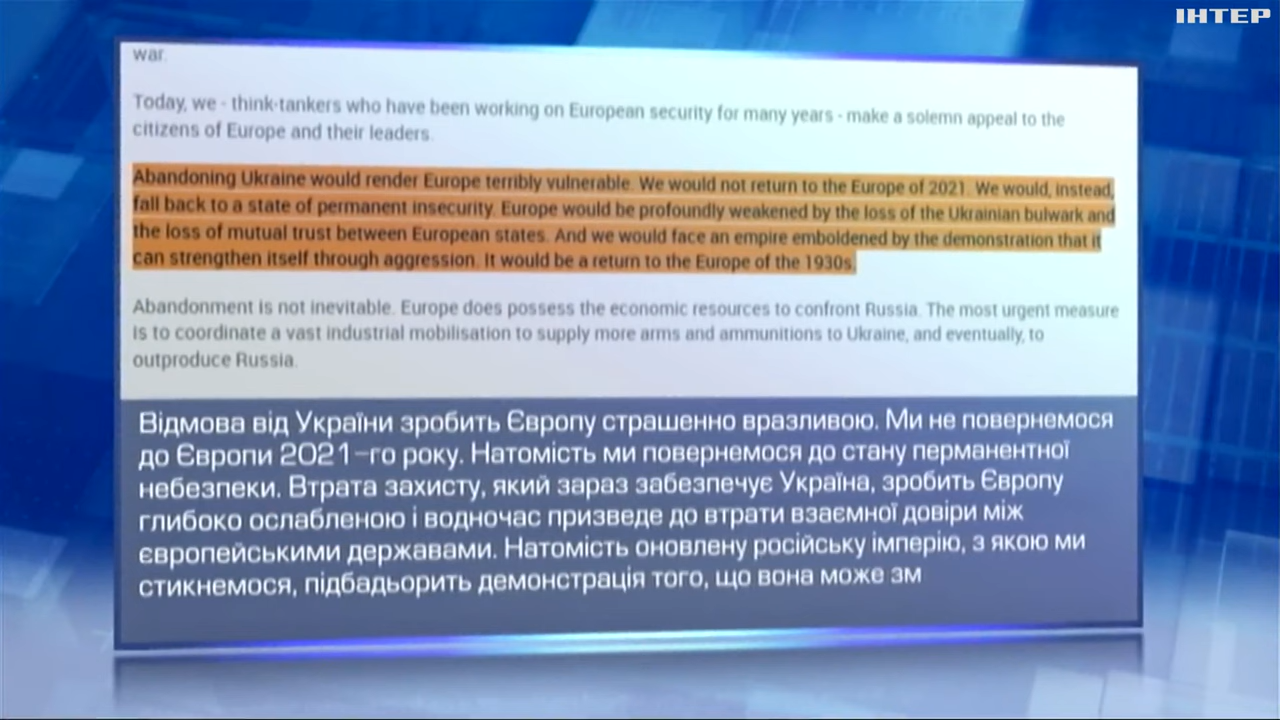 ІНТЕР
war.
Today, we - think-tankers who have been working on European security for many years - make a solemn appeal to the
citizens of Europe and their leaders.
Abandoning Ukraine would render Europe terribly vulnerable. We would not return to the Europe of 2021. We would, instead,
fall back to a state of permanent insecurity. Europe would be profoundly weakened by the loss of the Ukrainian bulwark and
the loss of mutual trust between European states. And we would face an empire emboldened by the demonstration that it
can strengthen itself through aggression. It would be a return to the Europe of the 1930s.
Abandonment is not inevitable. Europe does possess the economic resources to confront Russia. The most urgent measure
is to coordinate a vast industrial mobilisation to supply more arms and ammunitions to Ukraine, and eventually, to
outproduce Russia.
Відмова від України зробить Європу страшенно вразливою. Ми не повернемося
до Європи 2021-го року. Натомість ми повернемося до стану перманентної
небезпеки. Втрата захисту, який зараз забезпечує Україна, зробить Європу
глибоко ослабленою і водночас призведе до втрати взаємної довіри між
європейськими державами. Натомість оновлену російську імперію, з якою ми
стикнемося, підбадьорить демонстрація того, що вона може зм